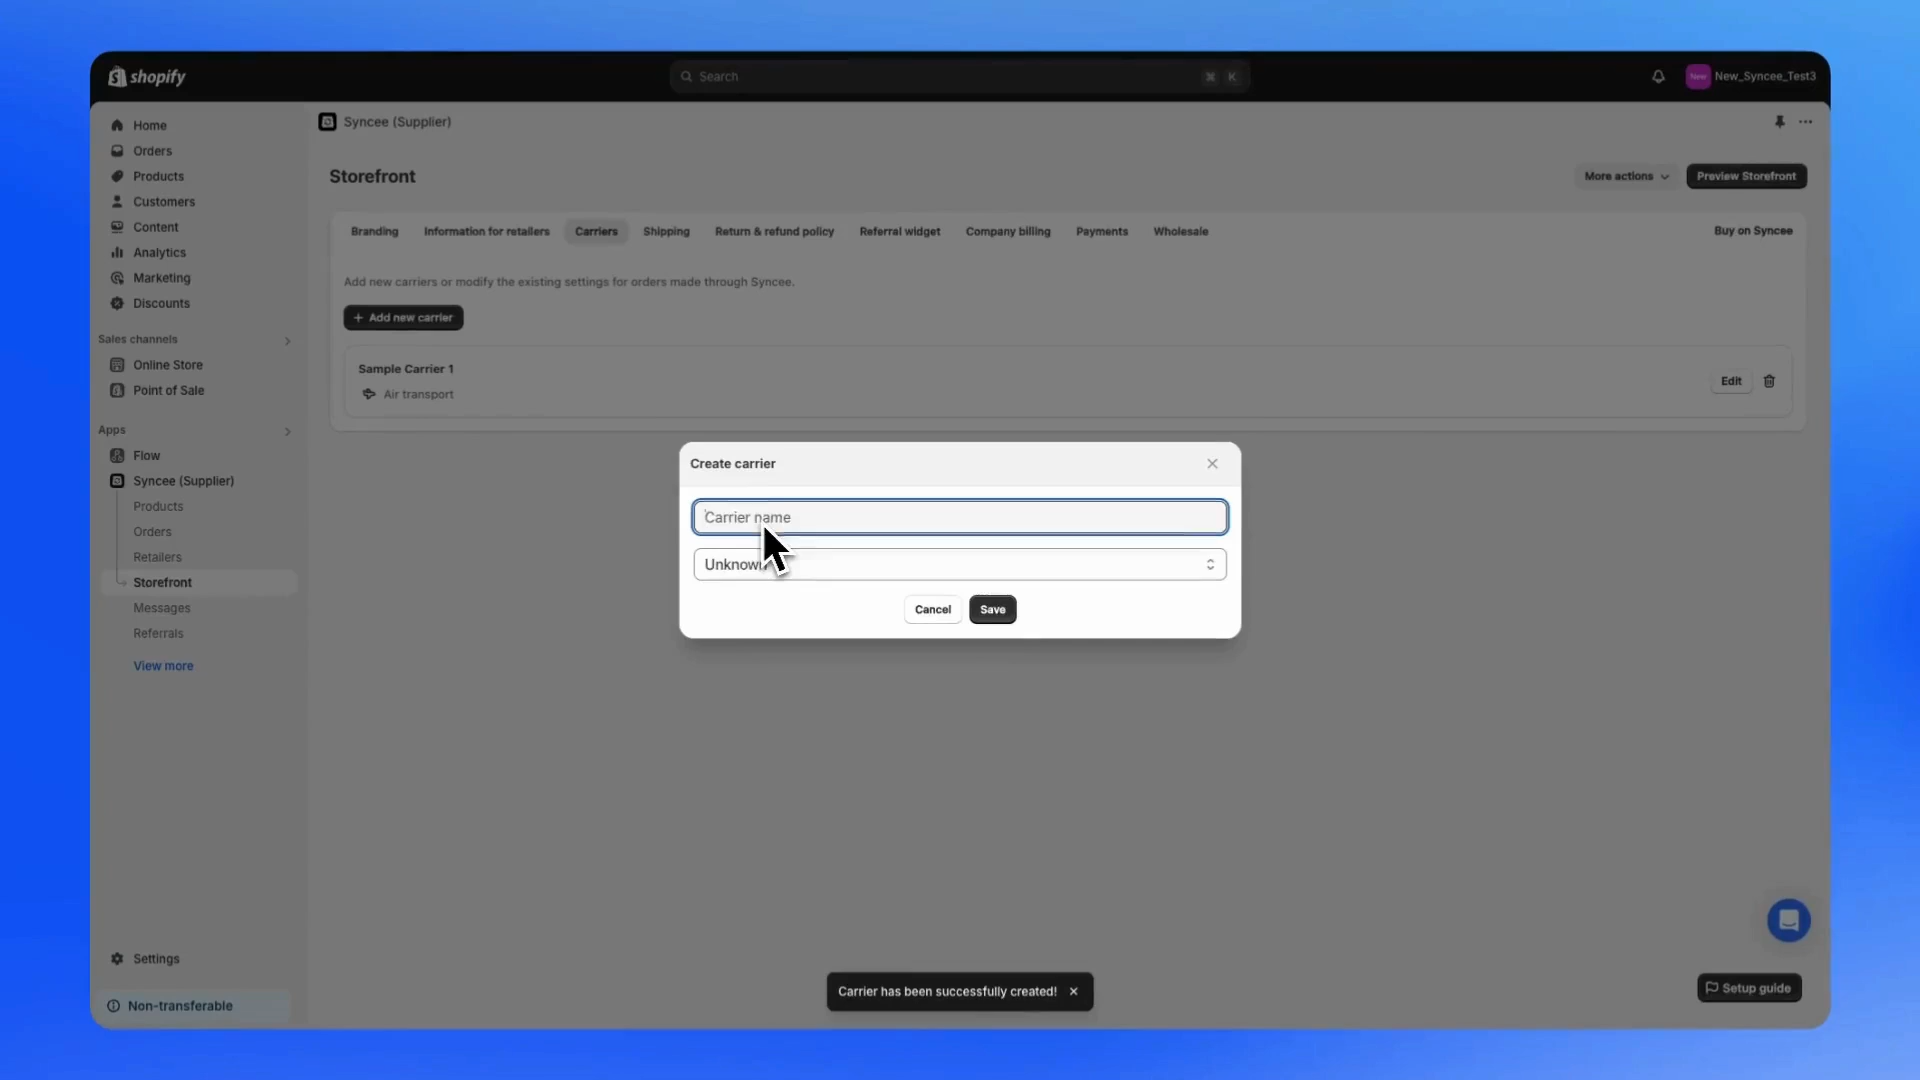 shopify
Search
⌘ K
New
New_Syncee_Test3
Home
Orders
Products
Customers
Content
Analytics
Marketing
Discounts
Sales channels
Online Store
Point of Sale
Apps
Flow
Syncee (Supplier)
Products
Orders
Retailers
Storefront
Messages
Referrals
View more
Settings
Non-transferable
Syncee (Supplier)
Storefront
More actions
Preview Storefront
Branding Information for retailers Carriers Shipping Return & refund policy Referral widget Company billing Payments Wholesale Buy on Syncee
Add new carriers or modify the existing settings for orders made through Syncee.
+ Add new carrier
Sample Carrier 1
Air transport
Edit
Create carrier
Carrier name
Unknown
Cancel Save
Carrier has been successfully created!
Setup guide